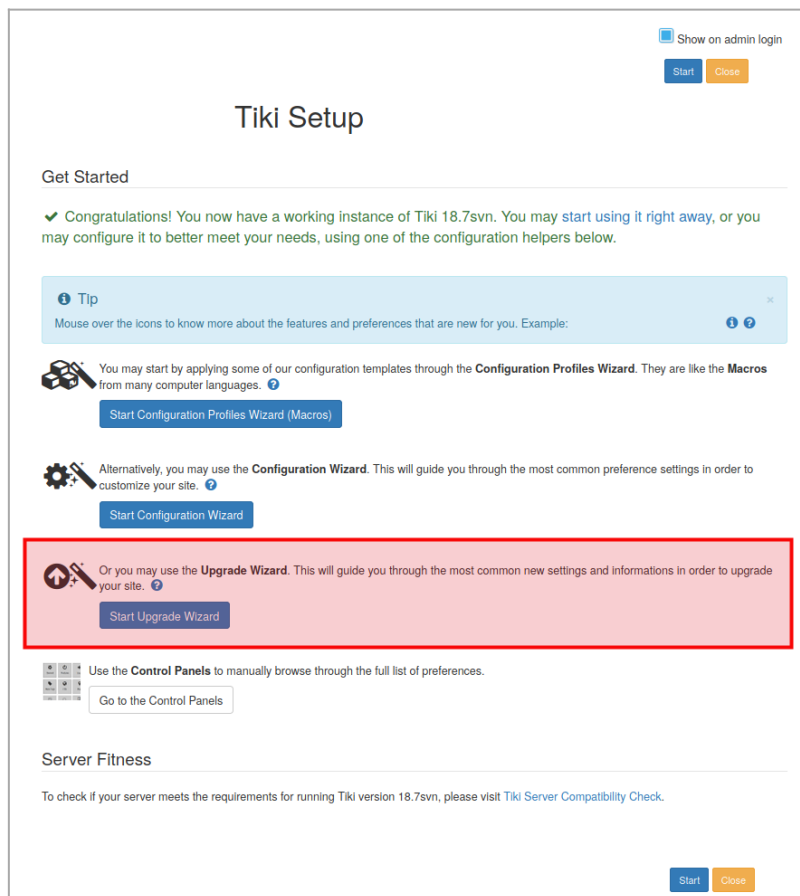 Show on admin login
Start Close
Tiki Setup
Get Started
Congratulations! You now have a working instance of Tiki 18.7svn. You may start using it right away, or you
may configure it to better meet your needs, using one of the configuration helpers below.
Tip
×
Mouse over the icons to know more about the features and preferences that are new for you. Example:
You may start by applying some of our configuration templates through the Configuration Profiles Wizard. They are like the Macros
from many computer languages.
Start Configuration Profiles Wizard (Macros)
Alternatively, you may use the Configuration Wizard. This will guide you through the most common preference settings in order to
customize your site.
Start Configuration Wizard
Or you may use the Upgrade Wizard. This will guide you through the most common new settings and informations in order to upgrade
your site.
Start Upgrade Wizard
Use the Control Panels to manually browse through the full list of preferences.
Go to the Control Panels
Server Fitness
To check if your server meets the requirements for running Tiki version 18.7svn, please visit Tiki Server Compatibility Check.
Start Close